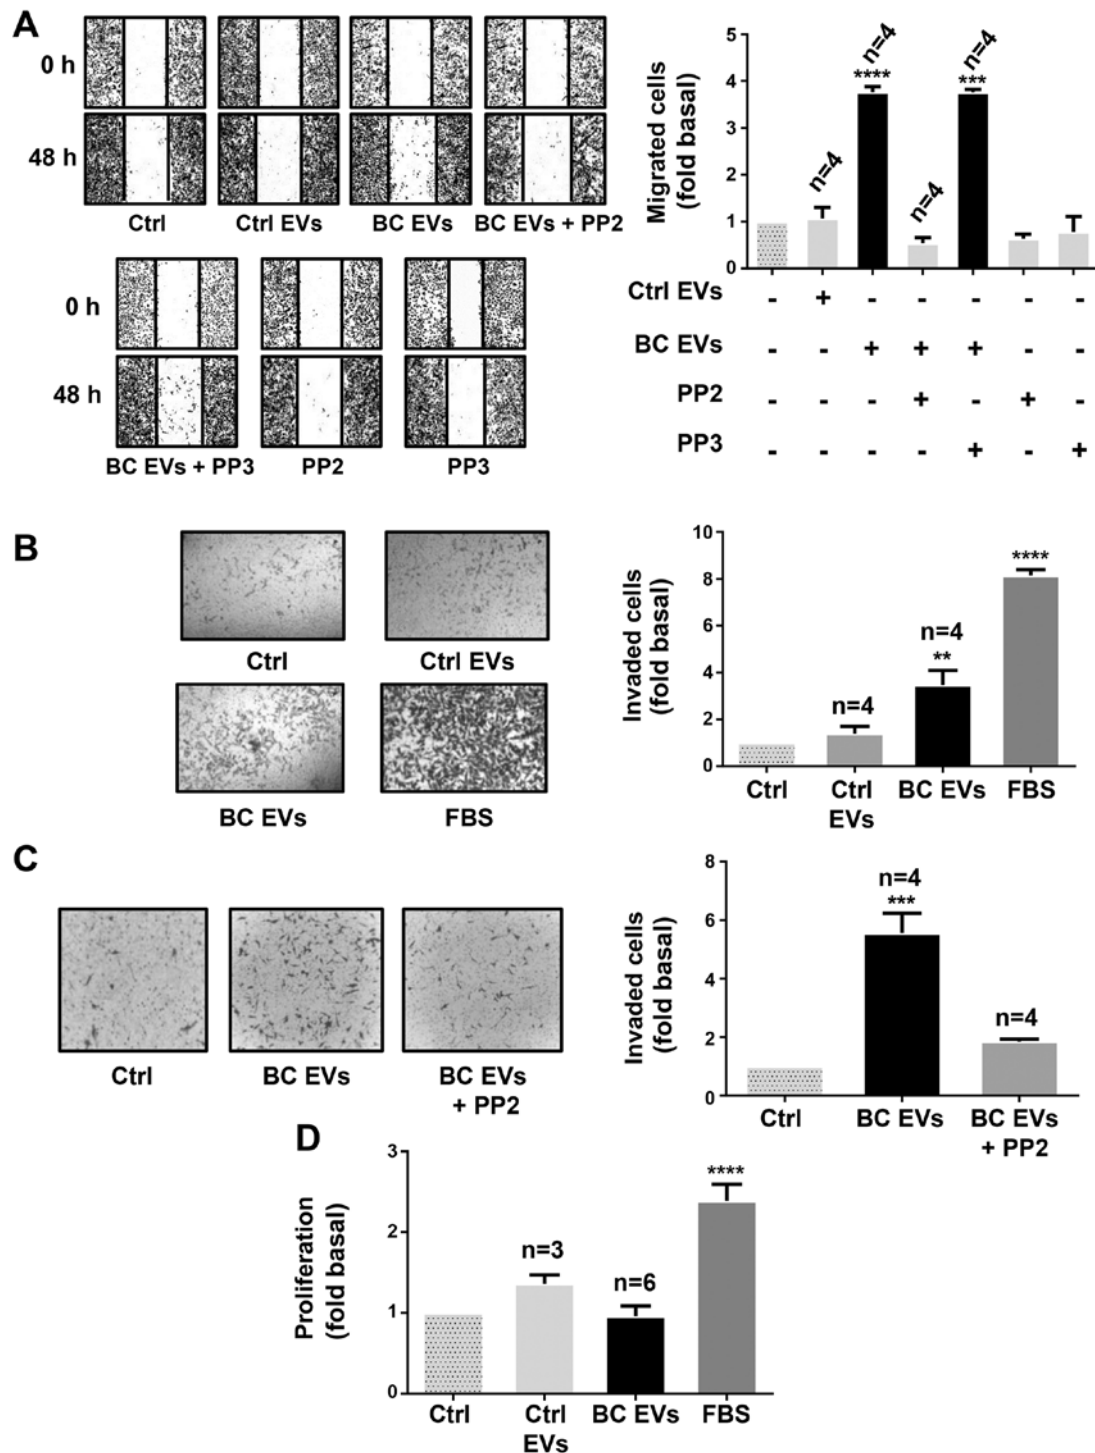 A
0 h
48 h
Ctrl
Ctrl EVs
BC EVs
BC EVs + PP2
0 h
48 h
BC EVs + PP3
PP2
PP3
Migrated cells
(fold basal)
5
4
3
2
1
0
n=4
n=4
****
n=4
n=4
***
Ctrl EVs - + - - - - -
BC EVs - - + + + - -
PP2 - - - + - + -
PP3 - - - - + - +
B
Ctrl
Ctrl EVs
BC EVs
FBS
Invaded cells
(fold basal)
10
8
6
4
2
0
n=4
n=4
**
****
Ctrl
Ctrl
EVs
BC EVs
FBS
C
Ctrl
BC EVs
BC EVs
+ PP2
Invaded cells
(fold basal)
8
6
4
2
0
n=4
***
n=4
Ctrl
BC EVs
BC EVs
+ PP2
D
Proliferation
(fold basal)
3
2
1
0
n=3
n=6
****
Ctrl
Ctrl
EVs
BC EVs
FBS